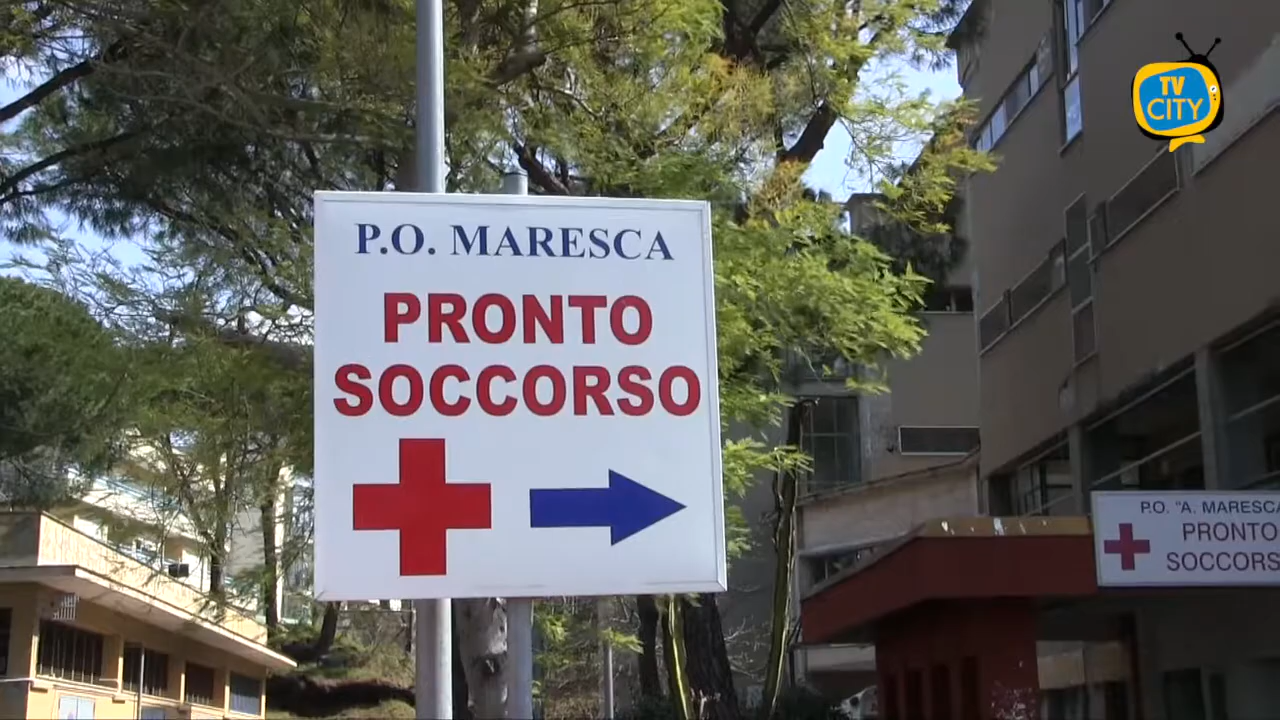 TV
CITY
P.O. MARESCA
PRONTO
SOCCORSO
P.O. "A. MARESCA
PRONTO
SOCCORS